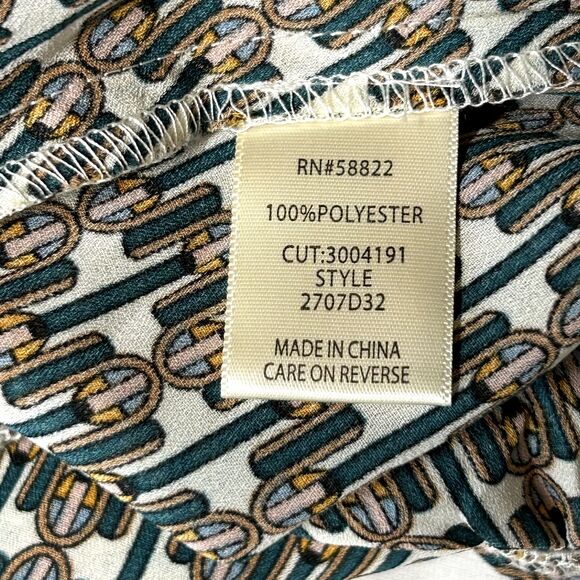 RN#58822
100%POLYESTER
CUT:3004191
STYLE
2707D32
MADE IN CHINA
CARE ON REVERSE